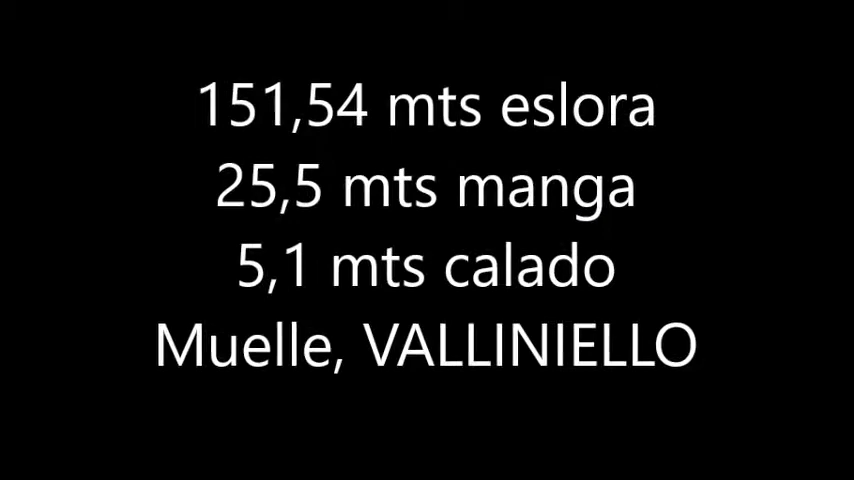 151,54 mts eslora
25,5 mts manga
5,1 mts calado
Muelle, VALLINIELLO